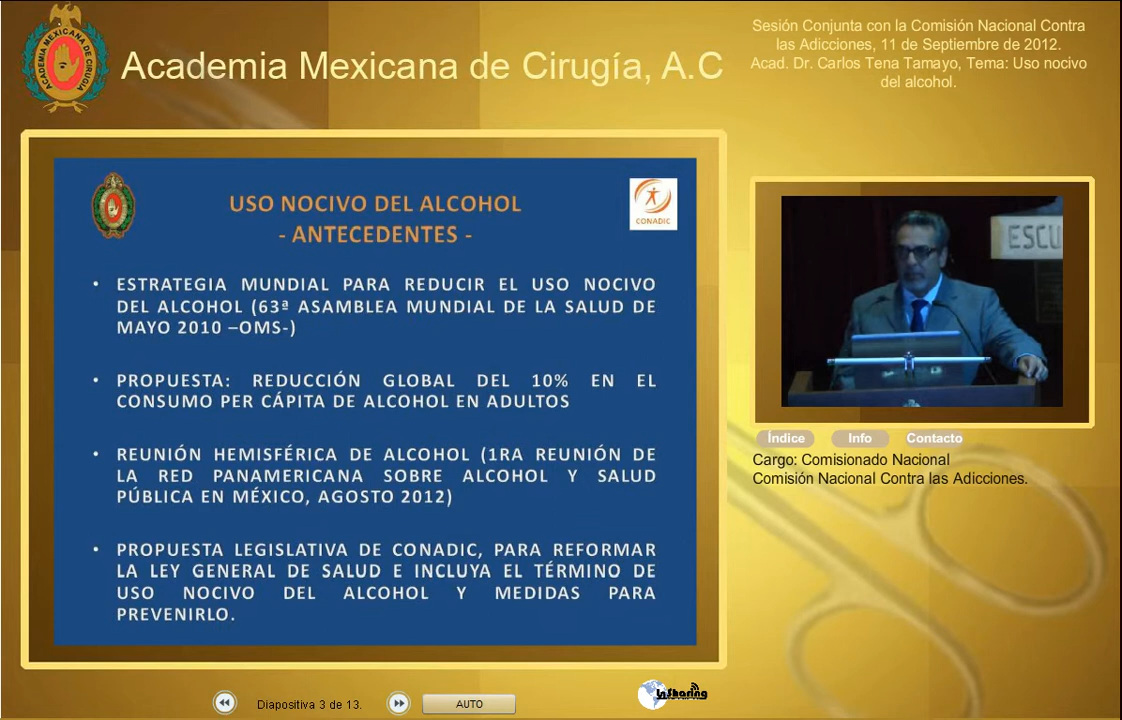 ACADEMIA MEXICANA DE CIRUGÍA
Academia Mexicana de Cirugía, A.C
Sesión Conjunta con la Comisión Nacional Contra
las Adicciones, 11 de Septiembre de 2012.
Acad. Dr. Carlos Tena Tamayo, Tema: Uso nocivo
del alcohol.
USO NOCIVO DEL ALCOHOL
- ANTECEDENTES -
CONADIC
• ESTRATEGIA MUNDIAL PARA REDUCIR EL USO NOCIVO
DEL ALCOHOL (63ª ASAMBLEA MUNDIAL DE LA SALUD DE
MAYO 2010 –OMS-)
• PROPUESTA: REDUCCIÓN GLOBAL DEL 10% EN EL
CONSUMO PER CÁPITA DE ALCOHOL EN ADULTOS
• REUNIÓN HEMISFÉRICA DE ALCOHOL (1RA REUNIÓN DE
LA RED PANAMERICANA SOBRE ALCOHOL Y SALUD
PÚBLICA EN MÉXICO, AGOSTO 2012)
• PROPUESTA LEGISLATIVA DE CONADIC, PARA REFORMAR
LA LEY GENERAL DE SALUD E INCLUYA EL TÉRMINO DE
USO NOCIVO DEL ALCOHOL Y MEDIDAS PARA
PREVENIRLO.
ESCU
Índice Info Contacto
Cargo: Comisionado Nacional
Comisión Nacional Contra las Adicciones.
Diapositiva 3 de 13.
AUTO
InSharing